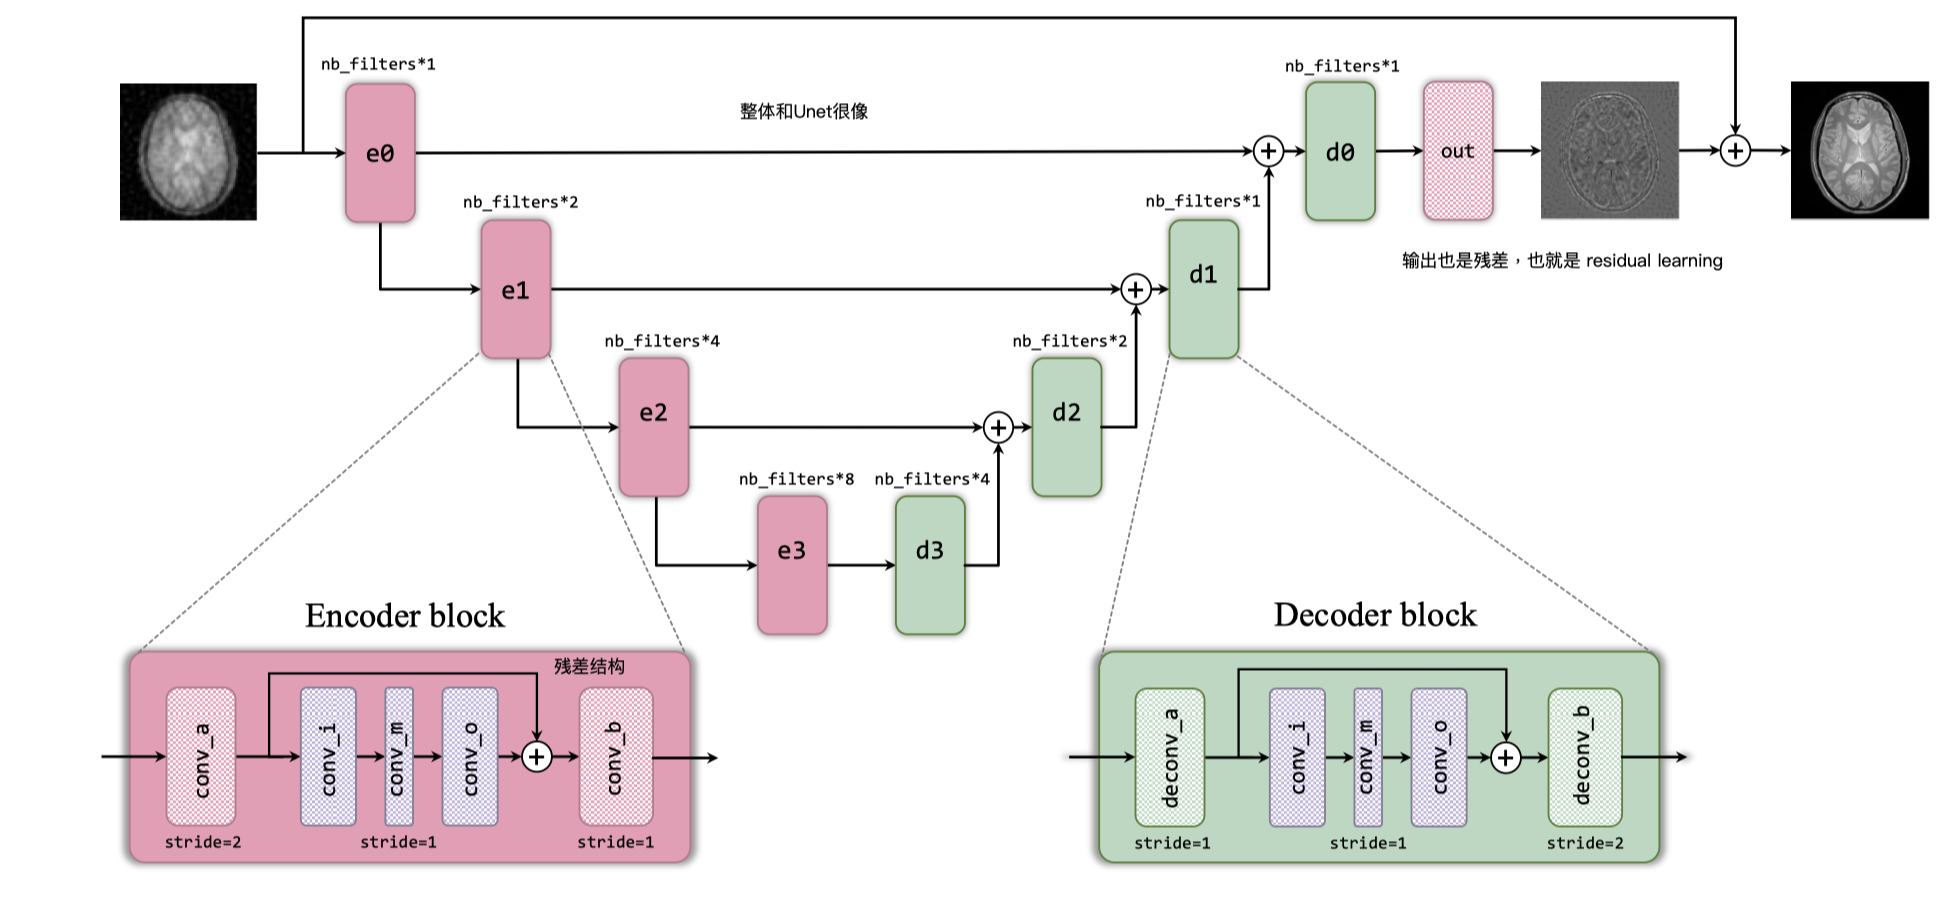 nb_filters*1
nb_filters*1
整体和Unet很像
e0
d0
out
nb_filters*2
nb_filters*1
输出也是残差，也就是 residual learning
e1
d1
nb_filters*4
nb_filters*2
e2
d2
nb_filters*8
nb_filters*4
e3
d3
Encoder block
残差结构
conv_a
conv_i
conv_m
conv_o
conv_b
stride=2
stride=1
stride=1
Decoder block
deconv_a
conv_i
conv_m
conv_o
deconv_b
stride=1
stride=1
stride=2